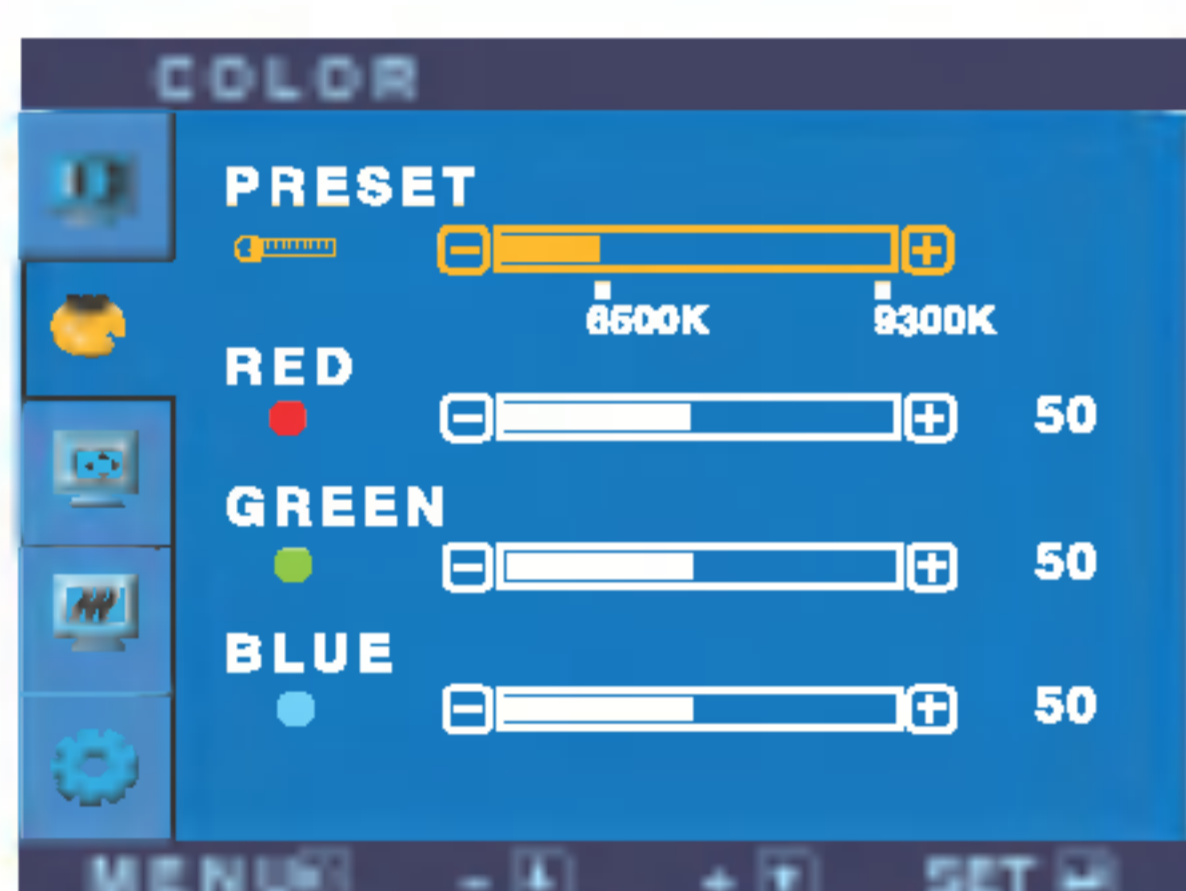 COLOR
PRESET
6500K 9300K
RED
50
GREEN
50
BLUE
50
MENU - + SET